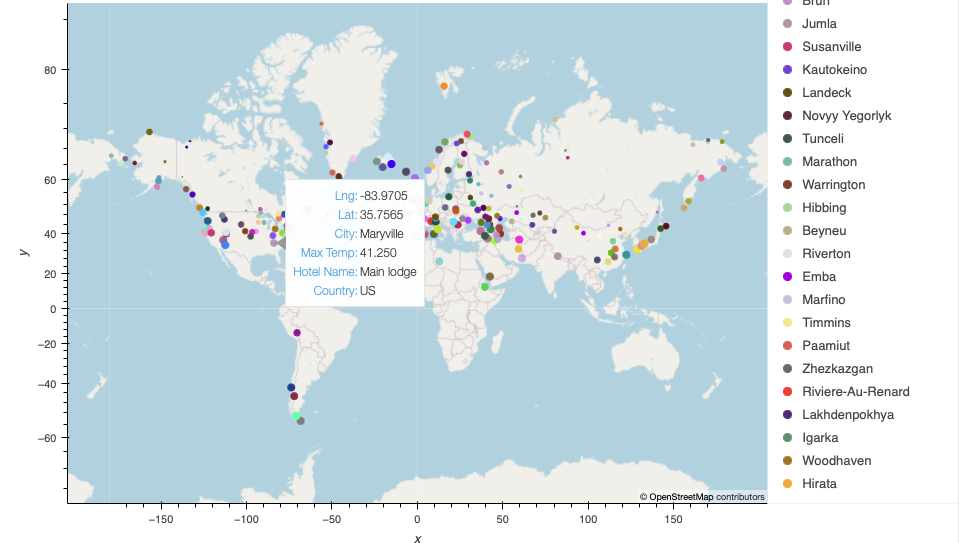 Brun
Jumla
Susanville
Kautokeino
Landeck
Novyy Yegorlyk
Tunceli
Marathon
Warrington
Hibbing
Beyneu
Riverton
Emba
Marfino
Timmins
Paamiut
Zhezkazgan
Riviere-Au-Renard
Lakhdenpokhya
Igarka
Woodhaven
Hirata
80
60
40
20
0
−20
−40
−60
y
Lng: -83.9705
Lat: 35.7565
City: Maryville
Max Temp: 41.250
Hotel Name: Main lodge
Country: US
© OpenStreetMap contributors
−150
−100
−50
0
50
100
150
x